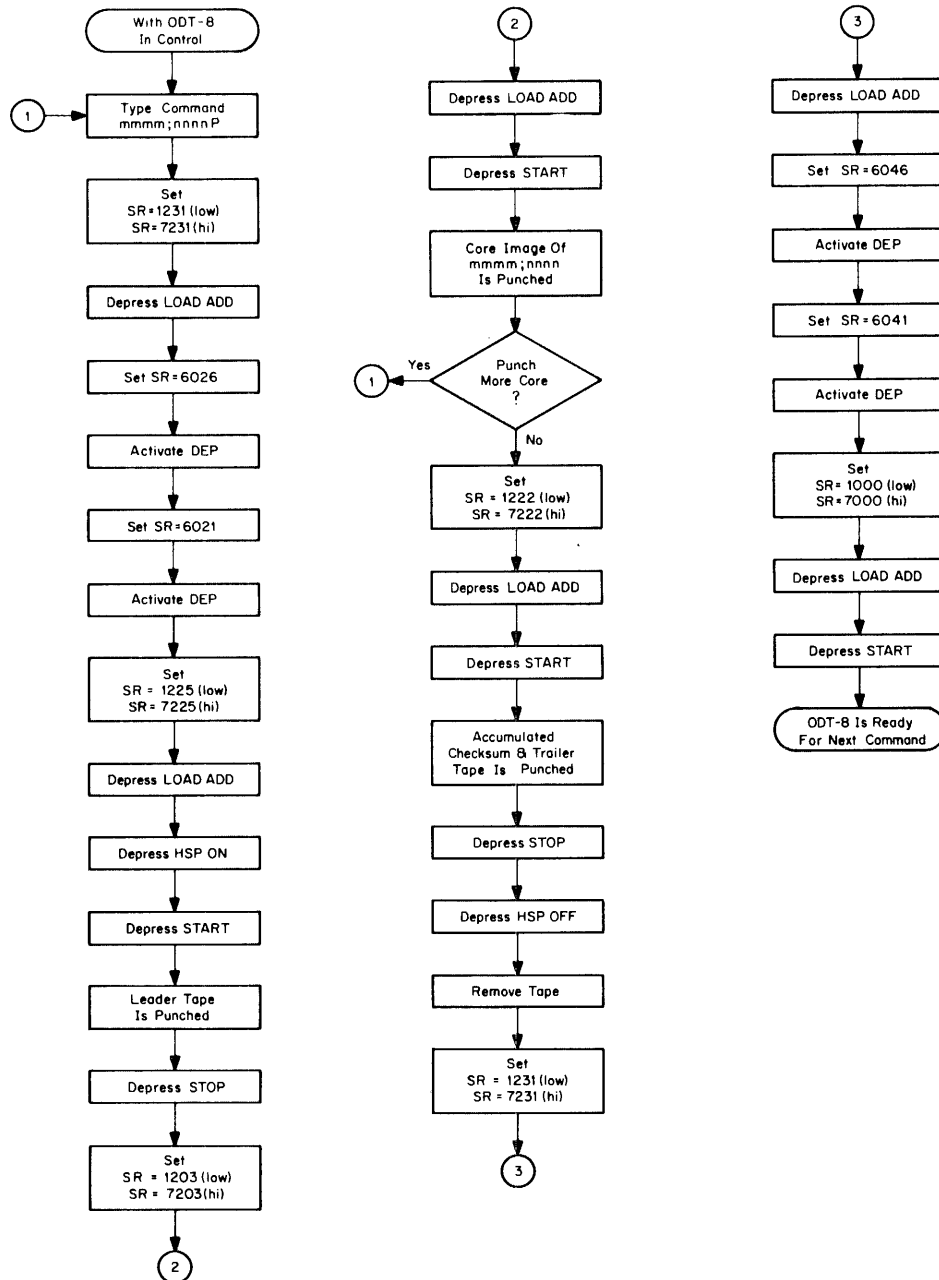 With ODT-8
In Control
1
Type Command
mmmm;nnnnP
Set
SR=1231 (low)
SR=7231 (hi)
Depress LOAD ADD
Set SR=6026
Activate DEP
Set SR=6021
Activate DEP
Set
SR = 1225 (low)
SR = 7225 (hi)
Depress LOAD ADD
Depress HSP ON
Depress START
Leader Tape
Is Punched
Depress STOP
Set
SR = 1203 (low)
SR = 7203 (hi)
2
2
Depress LOAD ADD
Depress START
Core Image Of
mmmm;nnnn
Is Punched
Punch
More Core
?
Yes
1
No
Set
SR = 1222 (low)
SR = 7222 (hi)
Depress LOAD ADD
Depress START
Accumulated
Checksum & Trailer
Tape Is Punched
Depress STOP
Depress HSP OFF
Remove Tape
Set
SR = 1231 (low)
SR = 7231 (hi)
3
3
Depress LOAD ADD
Set SR=6046
Activate DEP
Set SR=6041
Activate DEP
Set
SR= 1000 (low)
SR=7000 (hi)
Depress LOAD ADD
Depress START
ODT-8 Is Ready
For Next Command